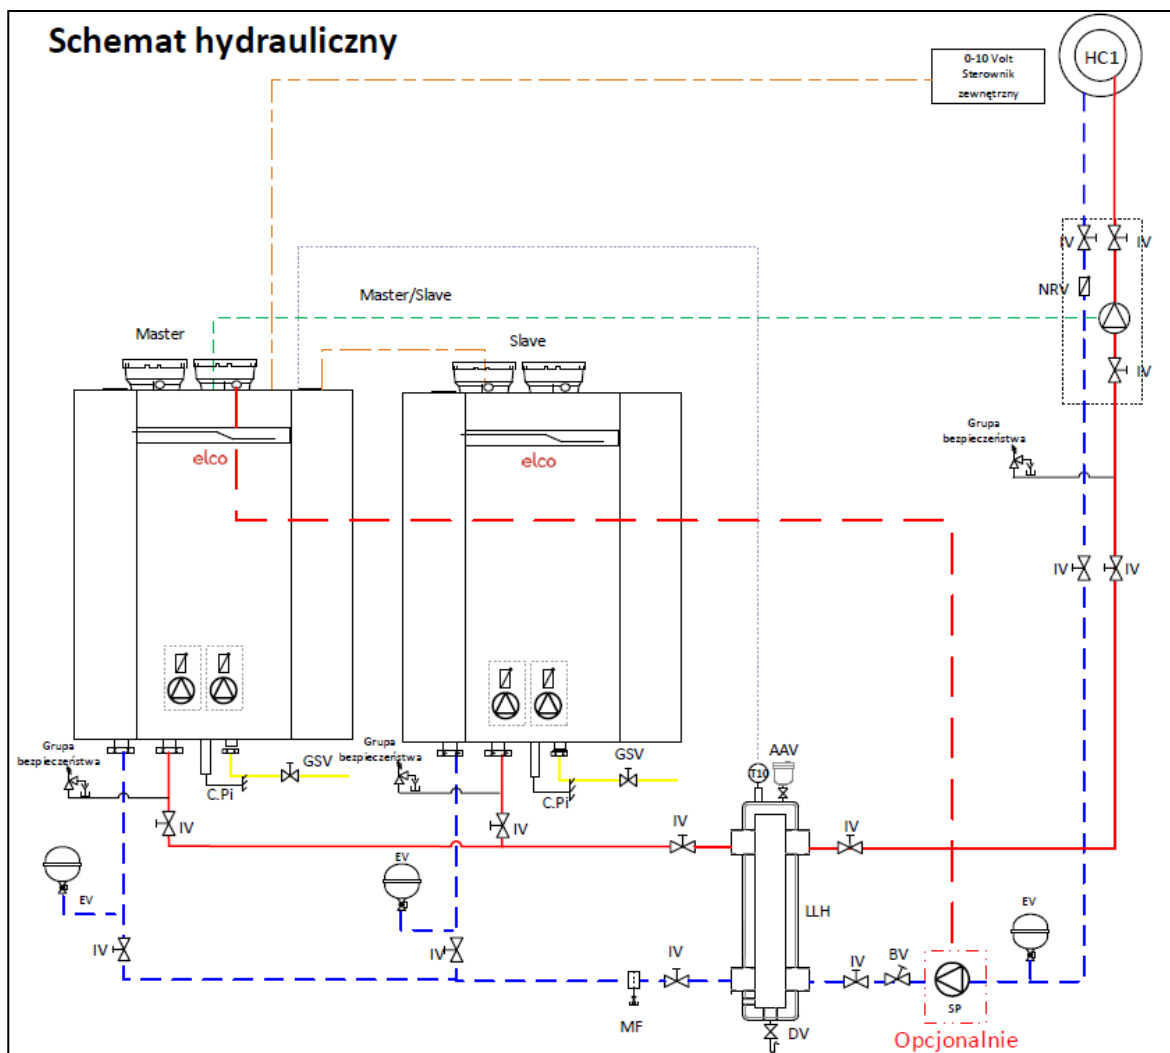 Schemat hydrauliczny
HC1
0-10 Volt
Sterownik
zewnętrzny
IV
IV
NRV
Master/Slave
Master
Slave
IV
Grupa
bezpieczeństwa
elco
elco
IV
IV
Grupa
bezpieczeństwa
GSV
C.Pi
Grupa
bezpieczeństwa
GSV
C.Pi
AAV
T10
IV
IV
IV
IV
EV
EV
LLH
EV
IV
IV
IV
IV
BV
MF
DV
SP
Opcjonalnie